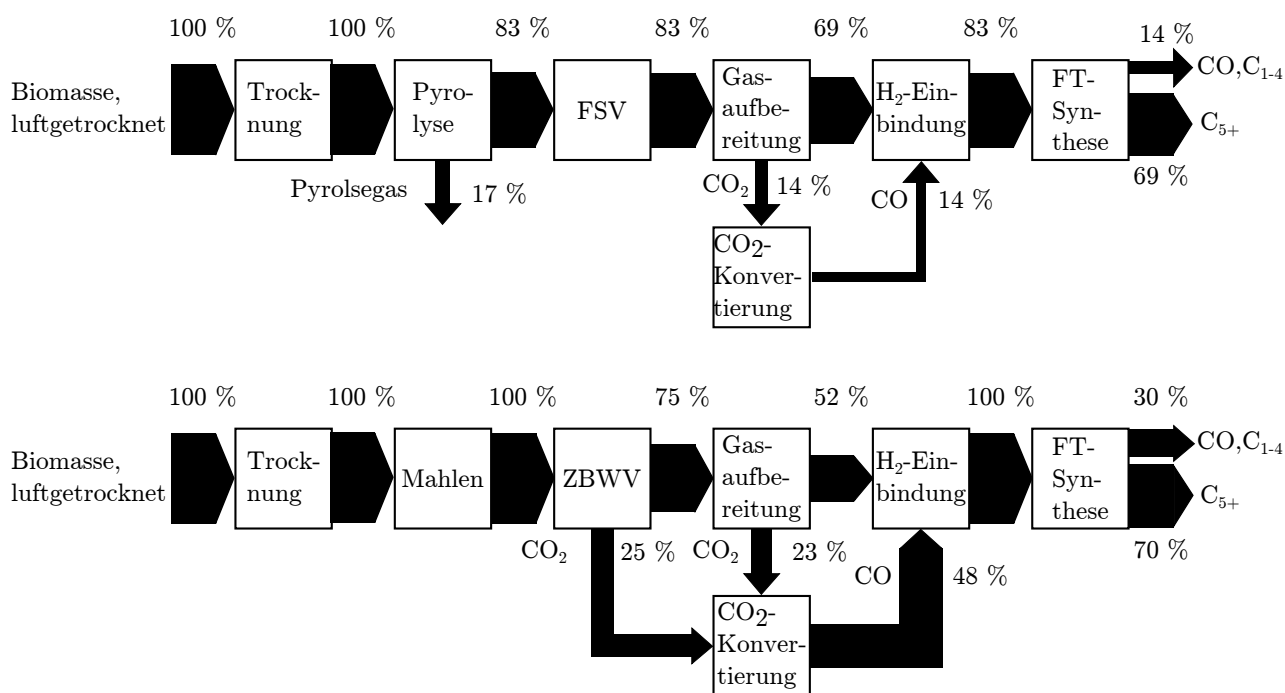 100 % 100 % 83 % 83 % 69 % 83 % 14 %
Biomasse,
luftgetrocknet
Trock-
nung
Pyro-
lyse
FSV
Gas-
aufbe-
reitung
H₂-Ein-
bindung
FT-
Syn-
these
CO,C₁₋₄
C₅₊
69 %
Pyrolsegas 17 %
CO₂ 14 %
CO 14 %
CO₂-
Konver-
tierung
100 % 100 % 100 % 75 % 52 % 100 % 30 %
Biomasse,
luftgetrocknet
Trock-
nung
Mahlen
ZBWV
Gas-
aufbe-
reitung
H₂-Ein-
bindung
FT-
Syn-
these
CO,C₁₋₄
C₅₊
70 %
CO₂ 25 %
CO₂ 23 %
CO 48 %
CO₂-
Konver-
tierung